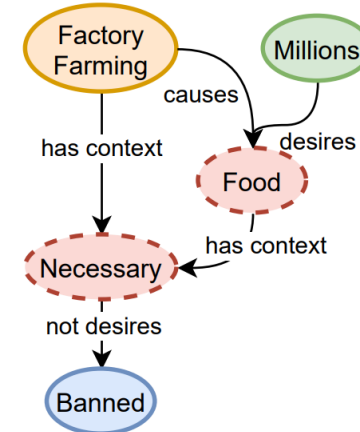 Factory
Farming
Millions
causes
desires
has context
Food
has context
Necessary
not desires
Banned